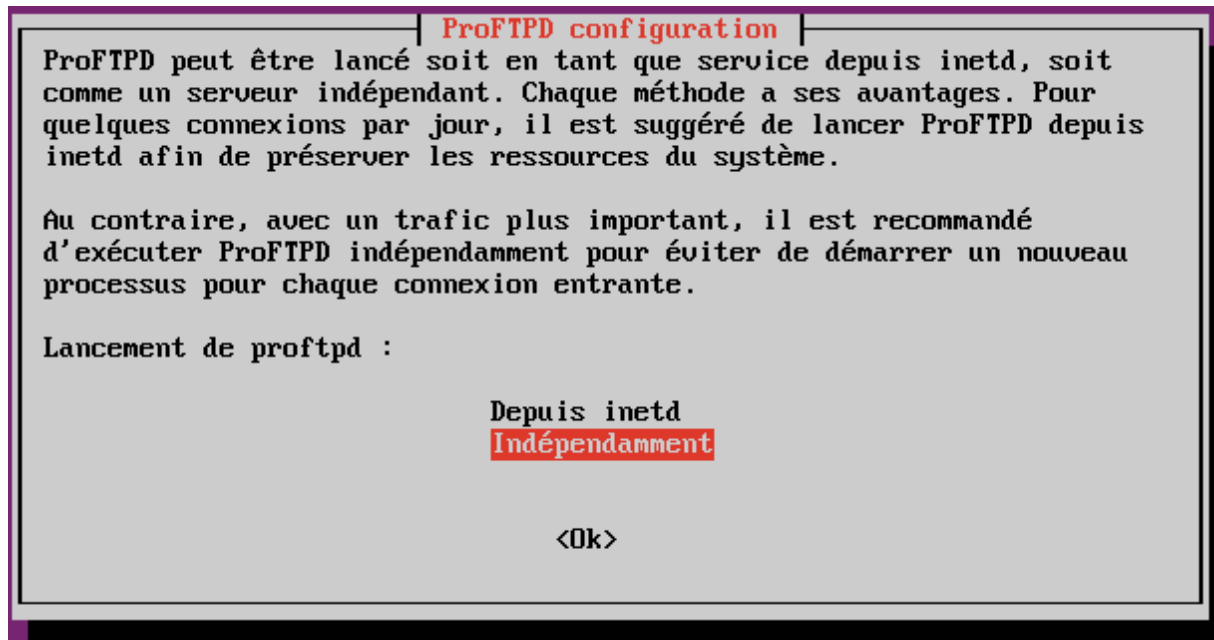 ProFTPD configuration
ProFTPD peut être lancé soit en tant que service depuis inetd, soit
comme un serveur indépendant. Chaque méthode a ses avantages. Pour
quelques connexions par jour, il est suggéré de lancer ProFTPD depuis
inetd afin de préserver les ressources du système.
Au contraire, avec un trafic plus important, il est recommandé
d'exécuter ProFTPD indépendamment pour éviter de démarrer un nouveau
processus pour chaque connexion entrante.
Lancement de proftpd :
Depuis inetd
Indépendamment
<Ok>